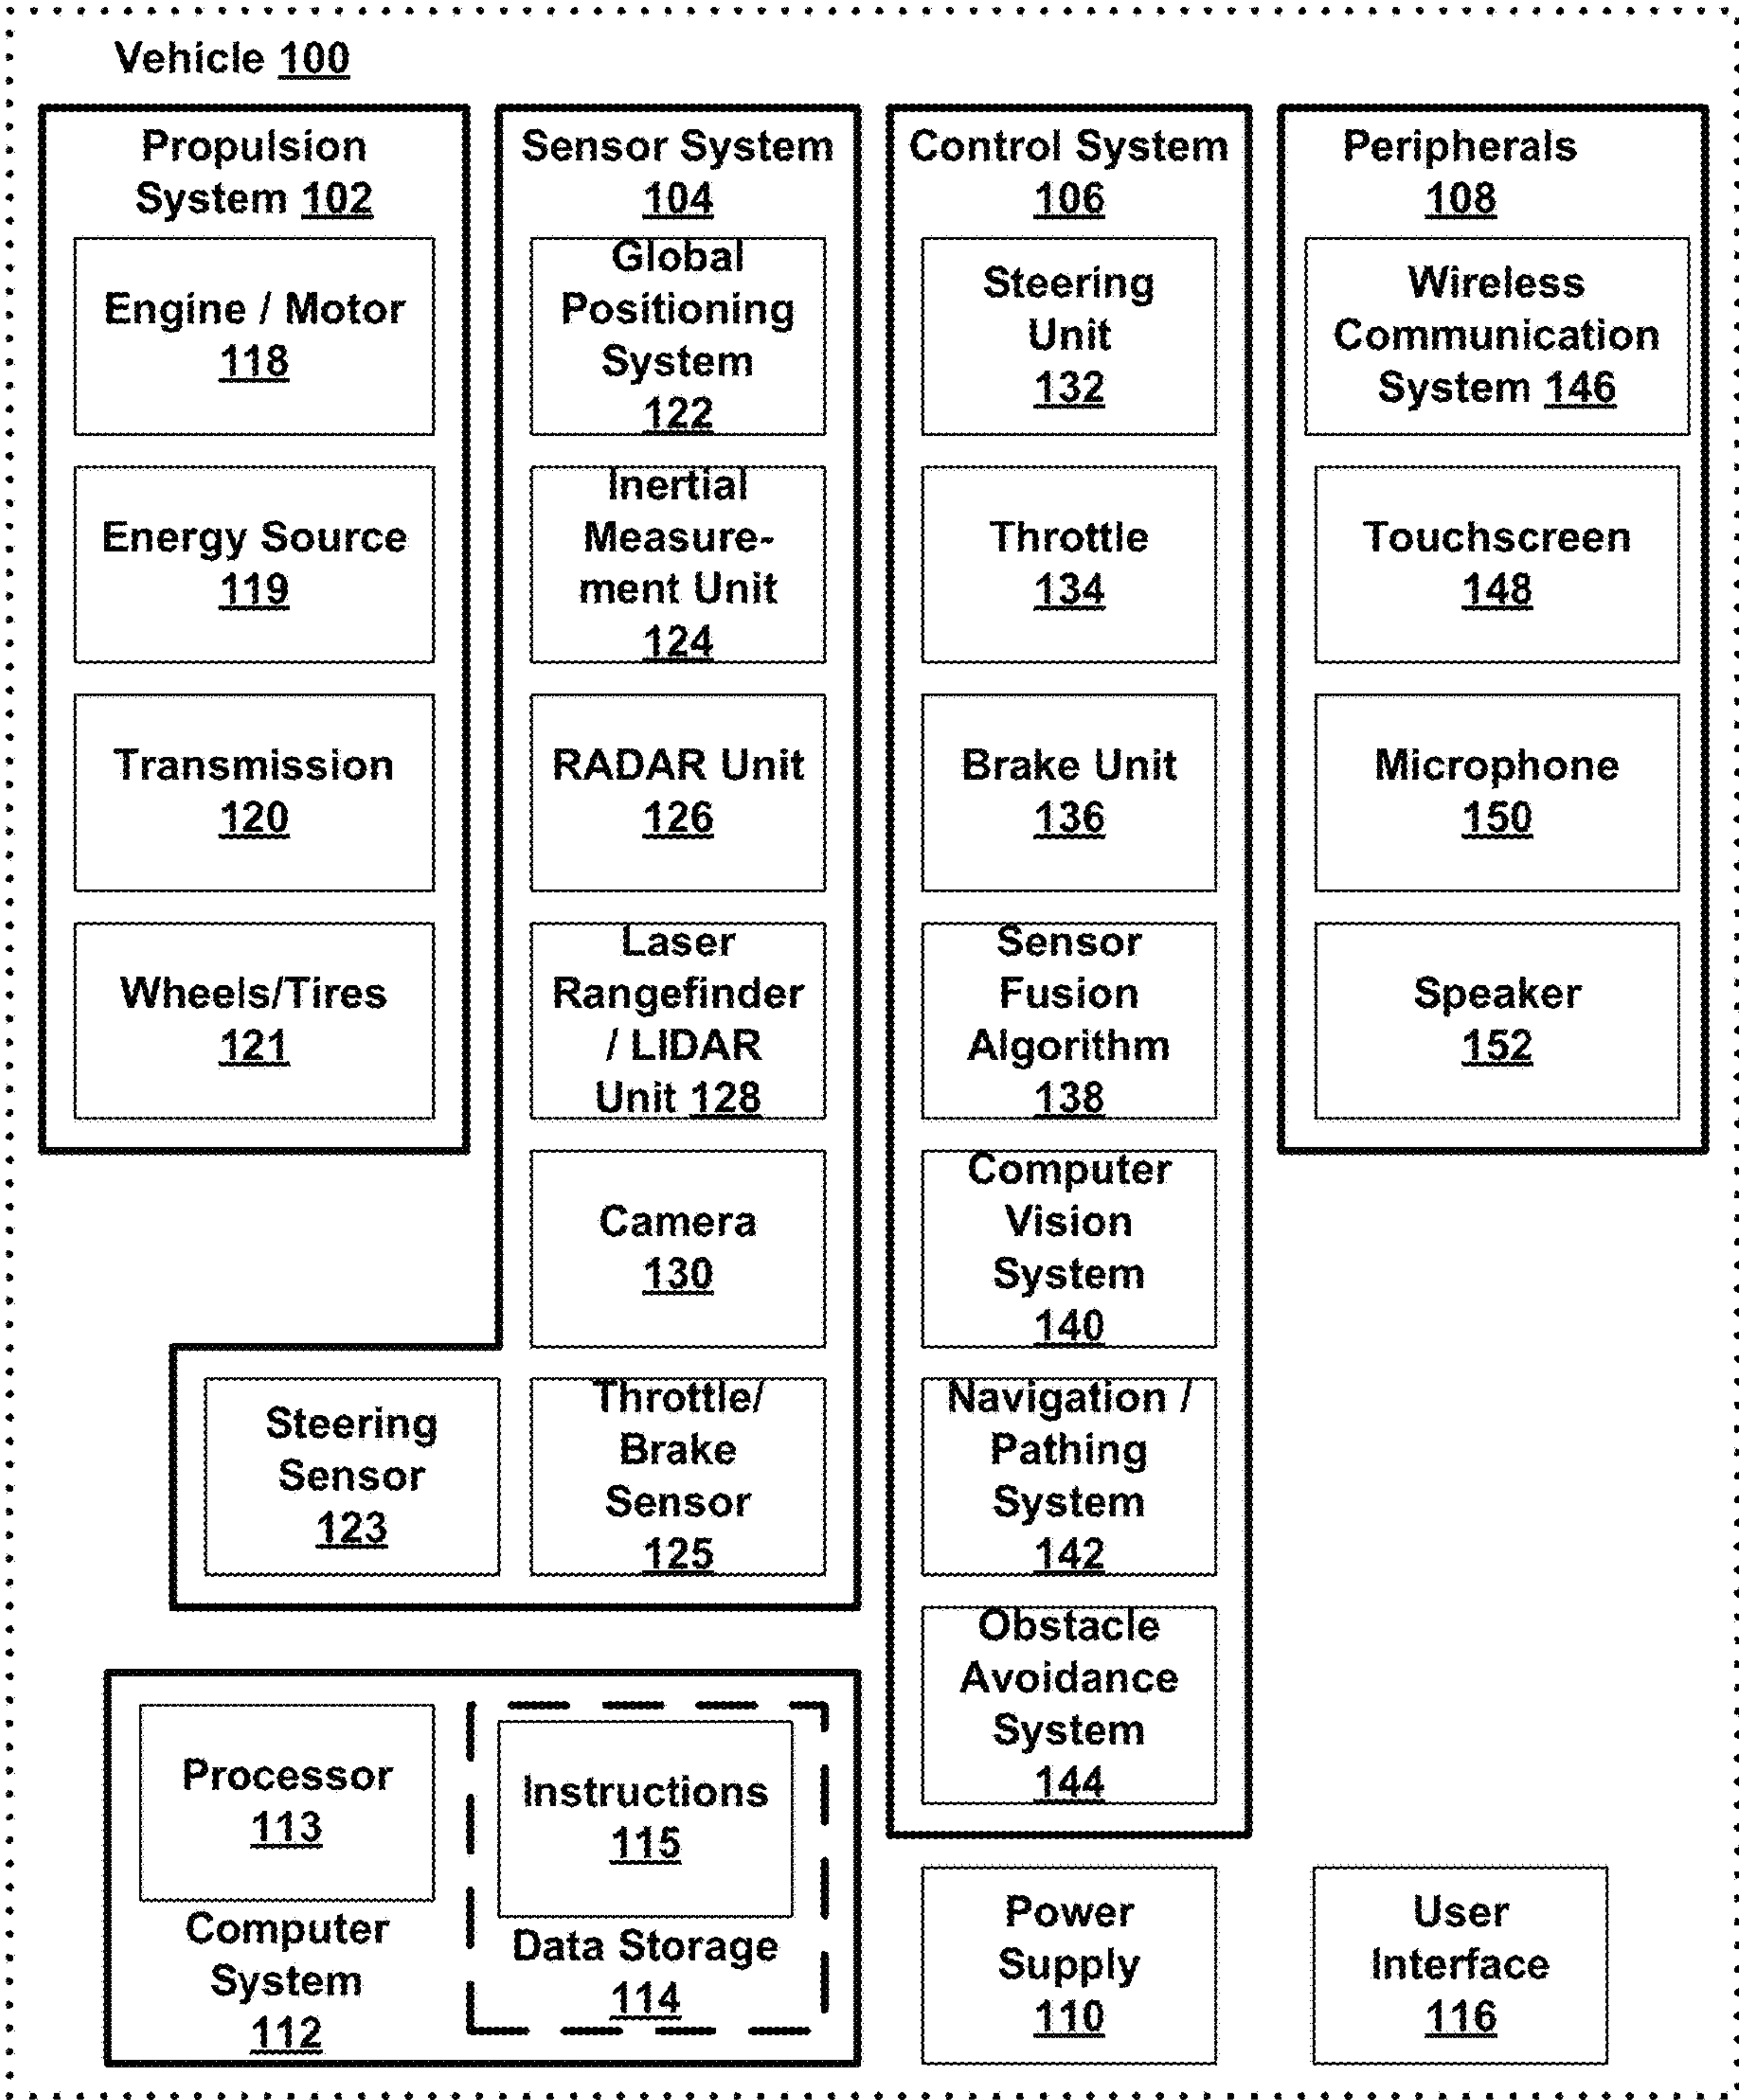 Vehicle 100
Propulsion
System 102
Engine / Motor
118
Energy Source
119
Transmission
120
Wheels/Tires
121
Sensor System
104
Global
Positioning
System
122
Inertial
Measure-
ment Unit
124
RADAR Unit
126
Laser
Rangefinder
/ LIDAR
Unit 128
Camera
130
Steering
Sensor
123
Throttle/
Brake
Sensor
125
Control System
106
Steering
Unit
132
Throttle
134
Brake Unit
136
Sensor
Fusion
Algorithm
138
Computer
Vision
System
140
Navigation /
Pathing
System
142
Obstacle
Avoidance
System
144
Peripherals
108
Wireless
Communication
System 146
Touchscreen
148
Microphone
150
Speaker
152
Processor
113
Computer
System
112
Instructions
115
Data Storage
114
Power
Supply
110
User
Interface
116